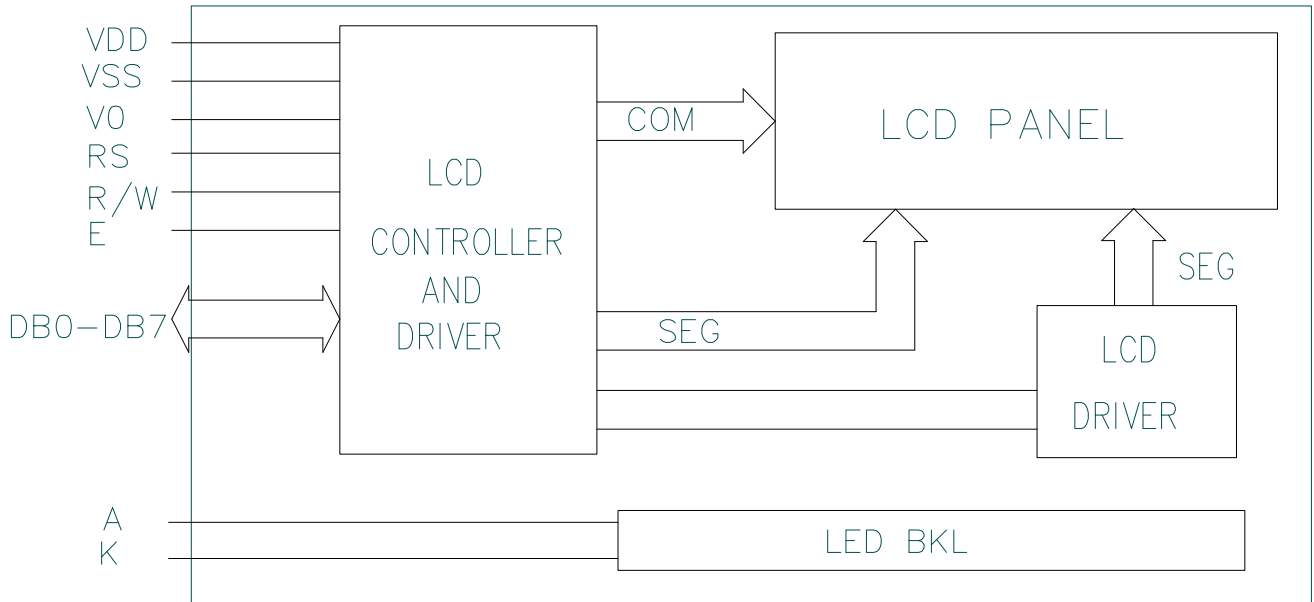 VDD
VSS
V0
RS
R/W
E
DB0-DB7
A
K
LCD
CONTROLLER
AND
DRIVER
COM
SEG
LCD PANEL
SEG
LCD
DRIVER
LED BKL